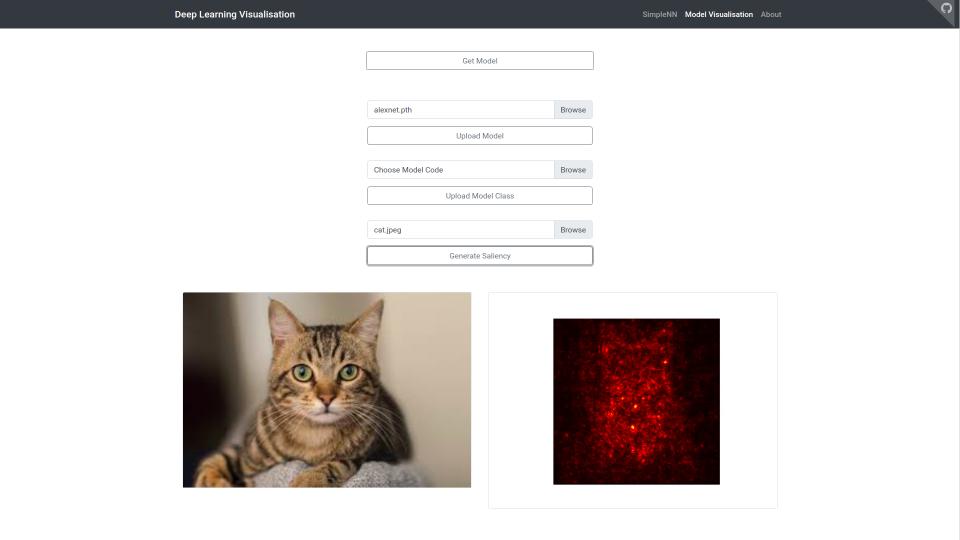 Deep Learning Visualisation SimpleNN Model Visualisation About
Get Model
alexnet.pth Browse
Upload Model
Choose Model Code Browse
Upload Model Class
cat.jpeg Browse
Generate Saliency